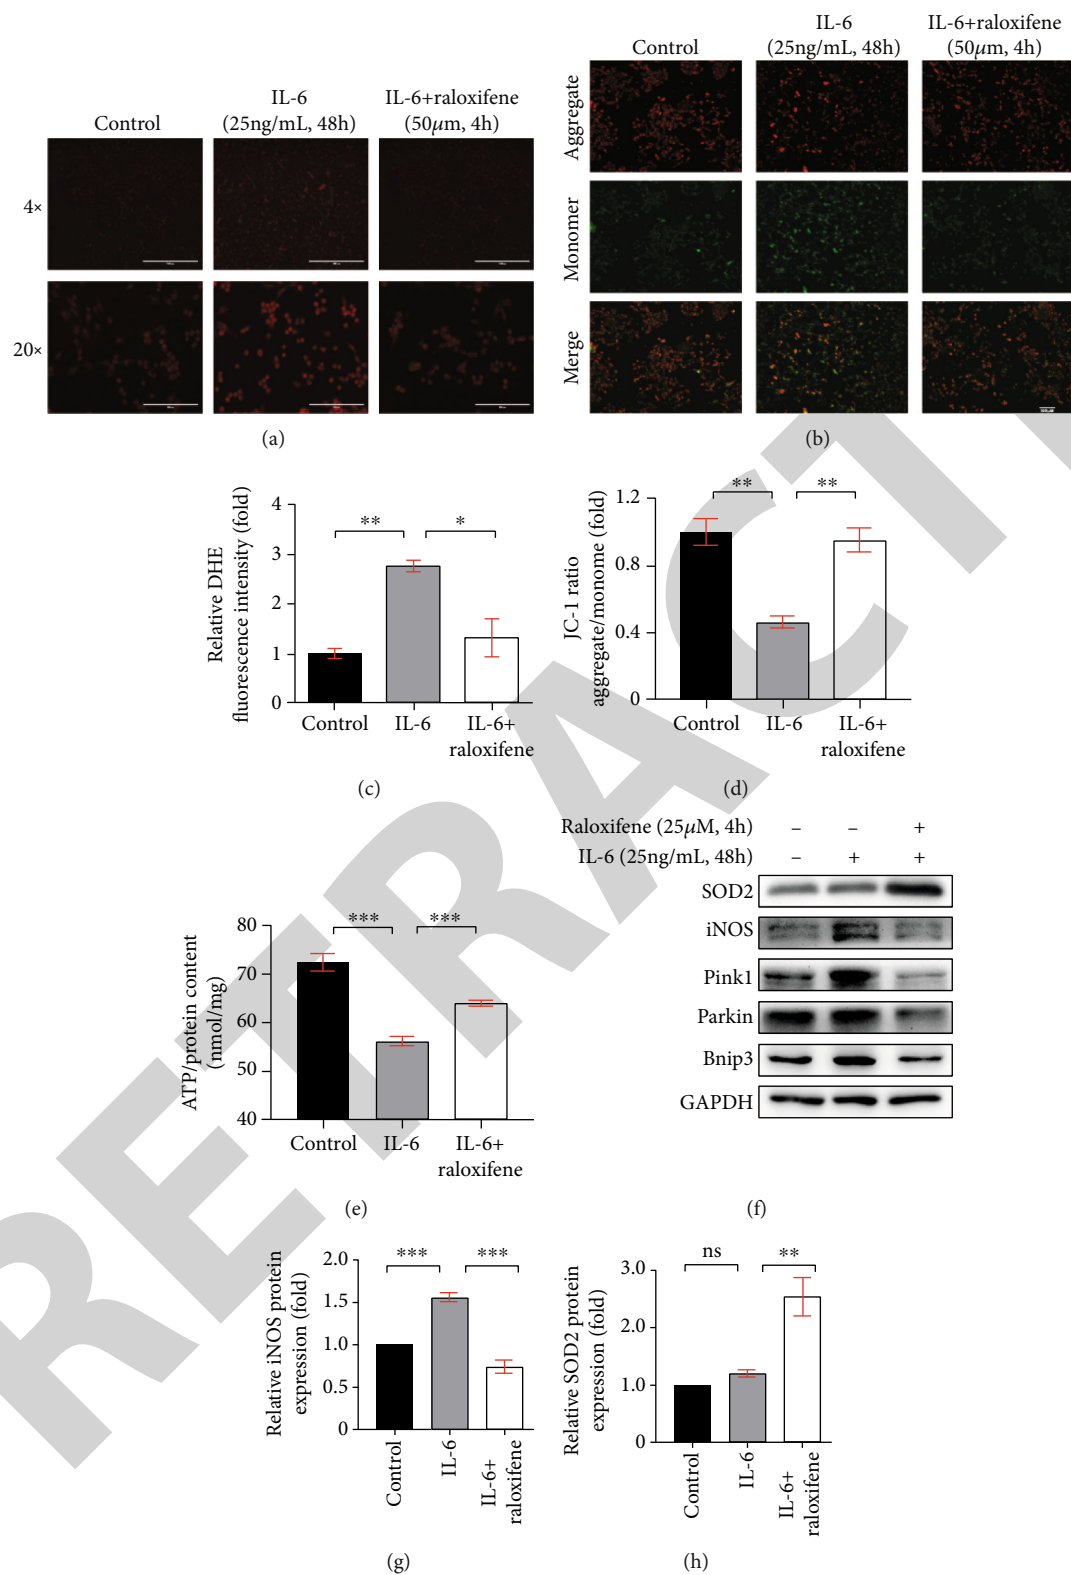 Control
IL-6
(25ng/mL, 48h)
IL-6+raloxifene
(50μm, 4h)
4×
20×
(a)
Control
IL-6
(25ng/mL, 48h)
IL-6+raloxifene
(50μm, 4h)
Aggregate
Monomer
Merge
(b)
Relative DHE
fluorescence intensity (fold)
4
3
2
1
0
** *
Control IL-6 IL-6+
raloxifene
(c)
JC-1 ratio
aggregate/monome (fold)
1.2
0.8
0.4
0
** **
Control IL-6 IL-6+
raloxifene
(d)
ATP/protein content
(nmol/mg)
80
70
60
50
40
*** ***
Control IL-6 IL-6+
raloxifene
(e)
Raloxifene (25μM, 4h) – – +
IL-6 (25ng/mL, 48h) – + +
SOD2
iNOS
Pink1
Parkin
Bnip3
GAPDH
(f)
Relative iNOS protein
expression (fold)
2.0
1.5
1.0
0.5
0
*** ***
Control
IL-6
IL-6+
raloxifene
(g)
Relative SOD2 protein
expression (fold)
3.0
2.0
1.0
0
ns **
Control
IL-6
IL-6+
raloxifene
(h)
RETRACT